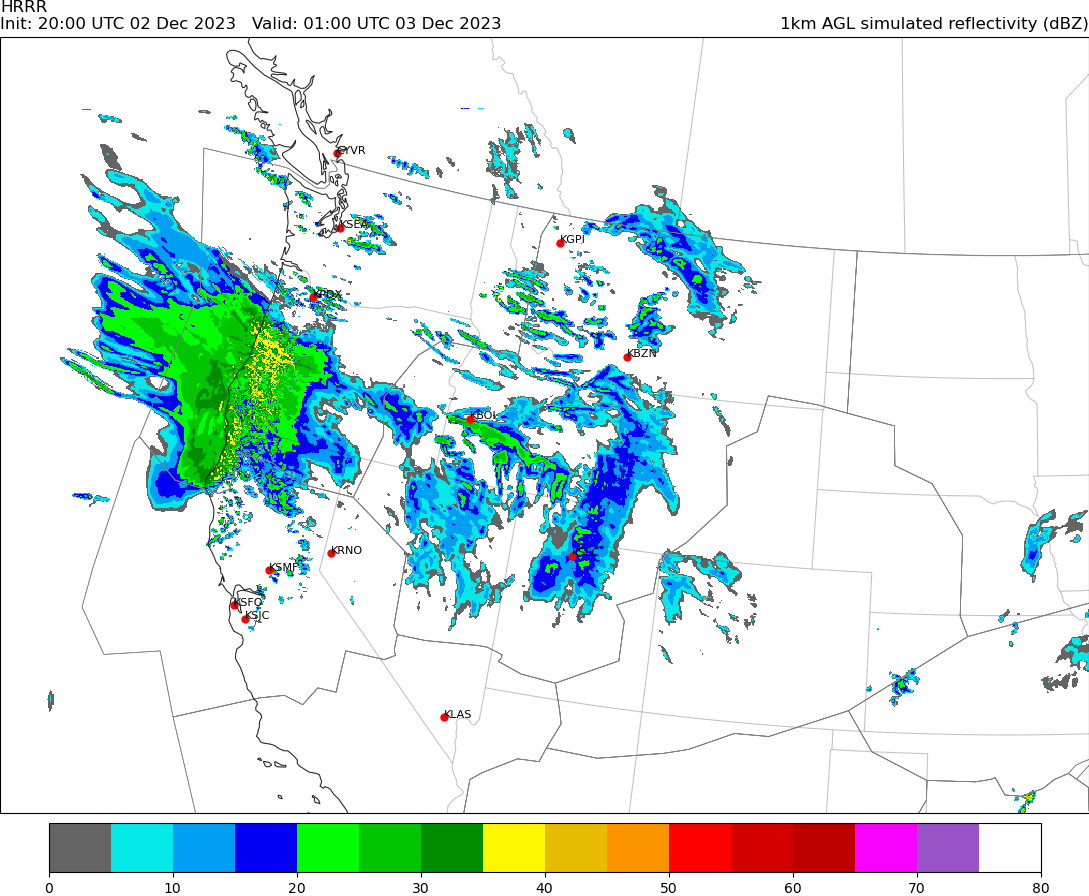 HRRR
Init: 20:00 UTC 02 Dec 2023   Valid: 01:00 UTC 03 Dec 2023
1km AGL simulated reflectivity (dBZ)
CYVR
KSEA
KGPI
KPDX
KBZN
KBOI
KRNO
KSMF
KSFO
KSJC
KLAS
0 10 20 30 40 50 60 70 80